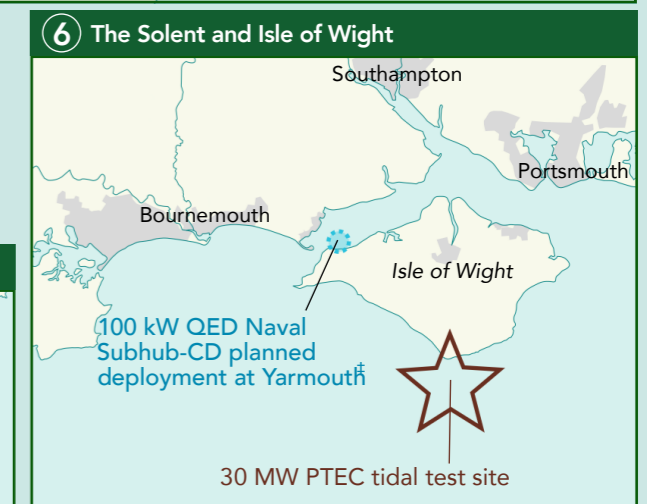 6 The Solent and Isle of Wight
Southampton
Portsmouth
Bournemouth
Isle of Wight
100 kW QED Naval
Subhub-CD planned
deployment at Yarmouth‡
30 MW PTEC tidal test site